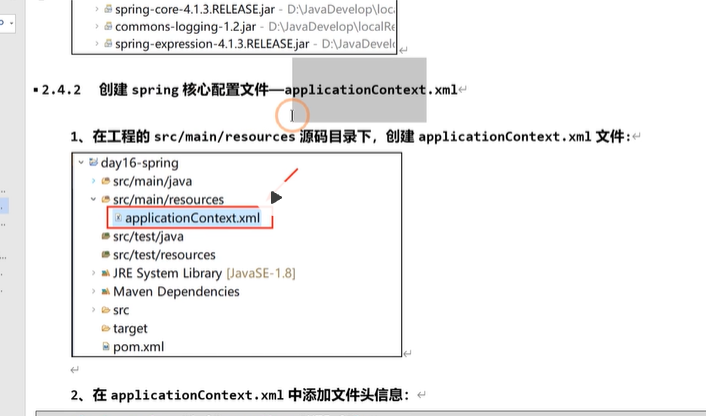 spring-core-4.1.3.RELEASE.jar - D:\JavaDevelop\loc
commons-logging-1.2.jar - D:\JavaDevelop\localRe
spring-expression-4.1.3.RELEASE.jar - D:\JavaDevel
2.4.2 创建 spring 核心配置文件—applicationContext.xml
1、在工程的 src/main/resources 源码目录下，创建 applicationContext.xml 文件:
day16-spring
src/main/java
src/main/resources
applicationContext.xml
src/test/java
src/test/resources
JRE System Library [JavaSE-1.8]
Maven Dependencies
src
target
pom.xml
2、在 applicationContext.xml 中添加文件头信息：